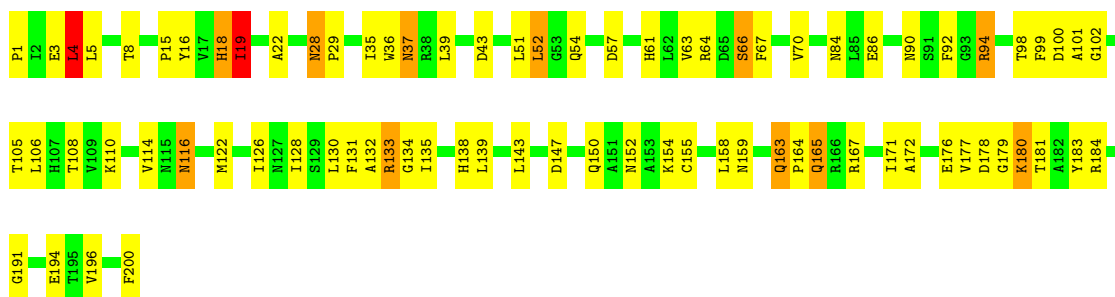 P1 I2 E3 L4 L5 T8 P15 Y16 V17 H18 I19 A22 N28 P29 I35 W36 N37 R38 L39 D43 L51 L52 G53 Q54 D57 H61 L62 V63 R64 D65 S66 F67 V70 N84 L85 E86 N90 S91 F92 G93 R94 T98 F99 D100 A101 G102
T105 L106 H107 T108 V109 K110 V114 N115 N116 M122 I126 N127 I128 S129 L130 F131 A132 R133 G134 I135 H138 L139 L143 D147 Q150 A151 N152 A153 K154 C155 L158 N159 Q163 P164 Q165 R166 R167 I171 A172 E176 V177 D178 G179 K180 T181 A182 Y183 R184
G191 E194 T195 V196 F200